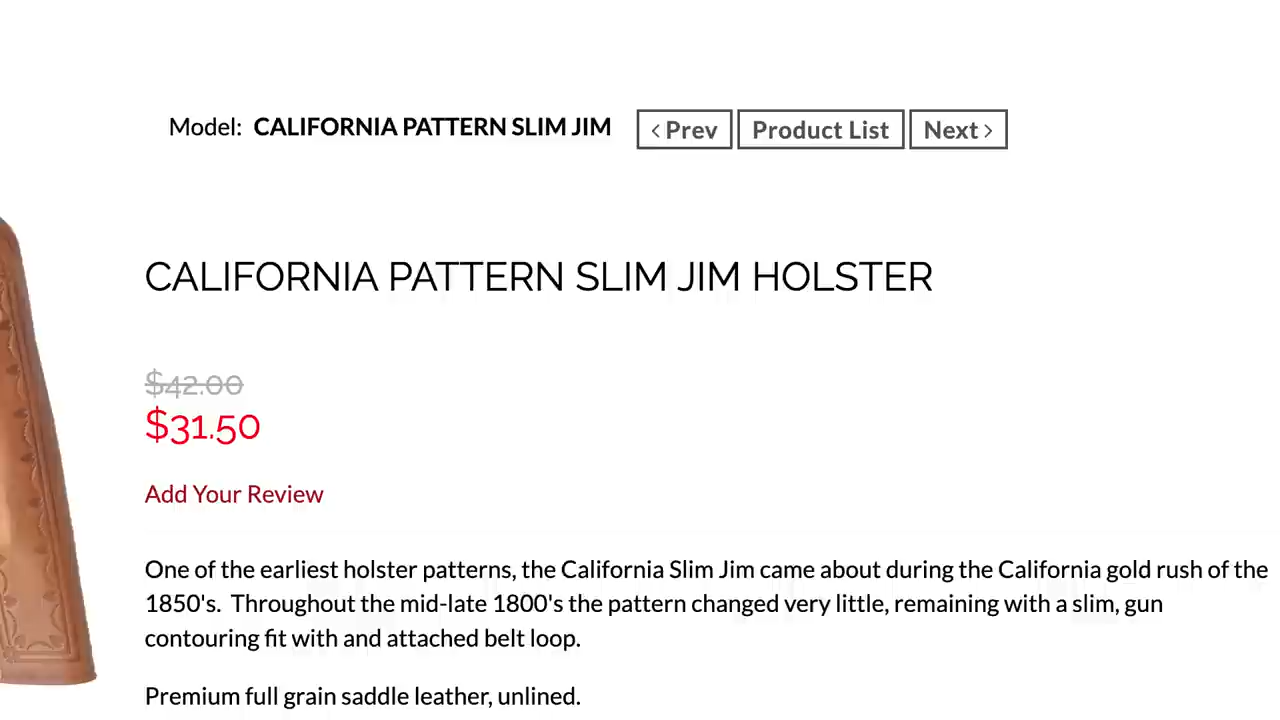 Model: CALIFORNIA PATTERN SLIM JIM
‹ Prev
Product List
Next ›
CALIFORNIA PATTERN SLIM JIM HOLSTER
$42.00
$31.50
Add Your Review
One of the earliest holster patterns, the California Slim Jim came about during the California gold rush of the
1850's.  Throughout the mid-late 1800's the pattern changed very little, remaining with a slim, gun
contouring fit with and attached belt loop.
Premium full grain saddle leather, unlined.